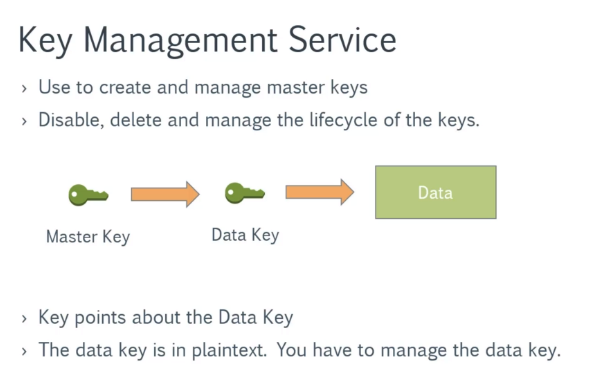 Key Management Service
› Use to create and manage master keys
› Disable, delete and manage the lifecycle of the keys.
Data
Master Key
Data Key
› Key points about the Data Key
› The data key is in plaintext. You have to manage the data key.